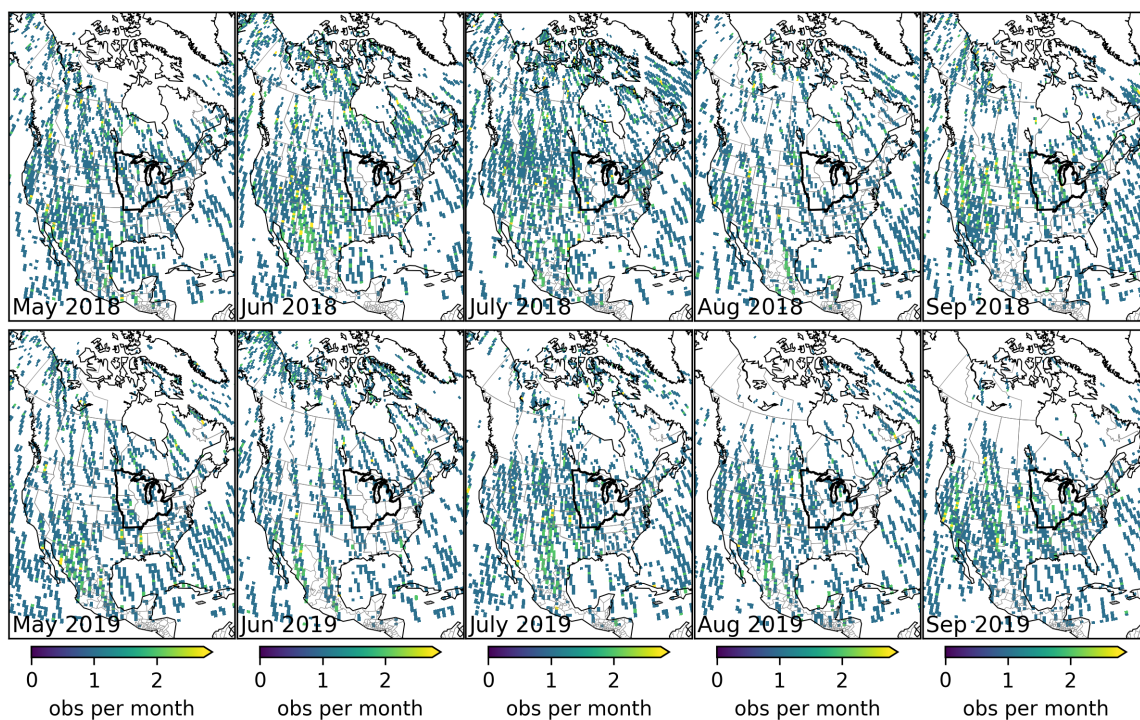 May 2018 Jun 2018 July 2018 Aug 2018 Sep 2018
May 2019 Jun 2019 July 2019 Aug 2019 Sep 2019
0 1 2 0 1 2 0 1 2 0 1 2 0 1 2
obs per month obs per month obs per month obs per month obs per month